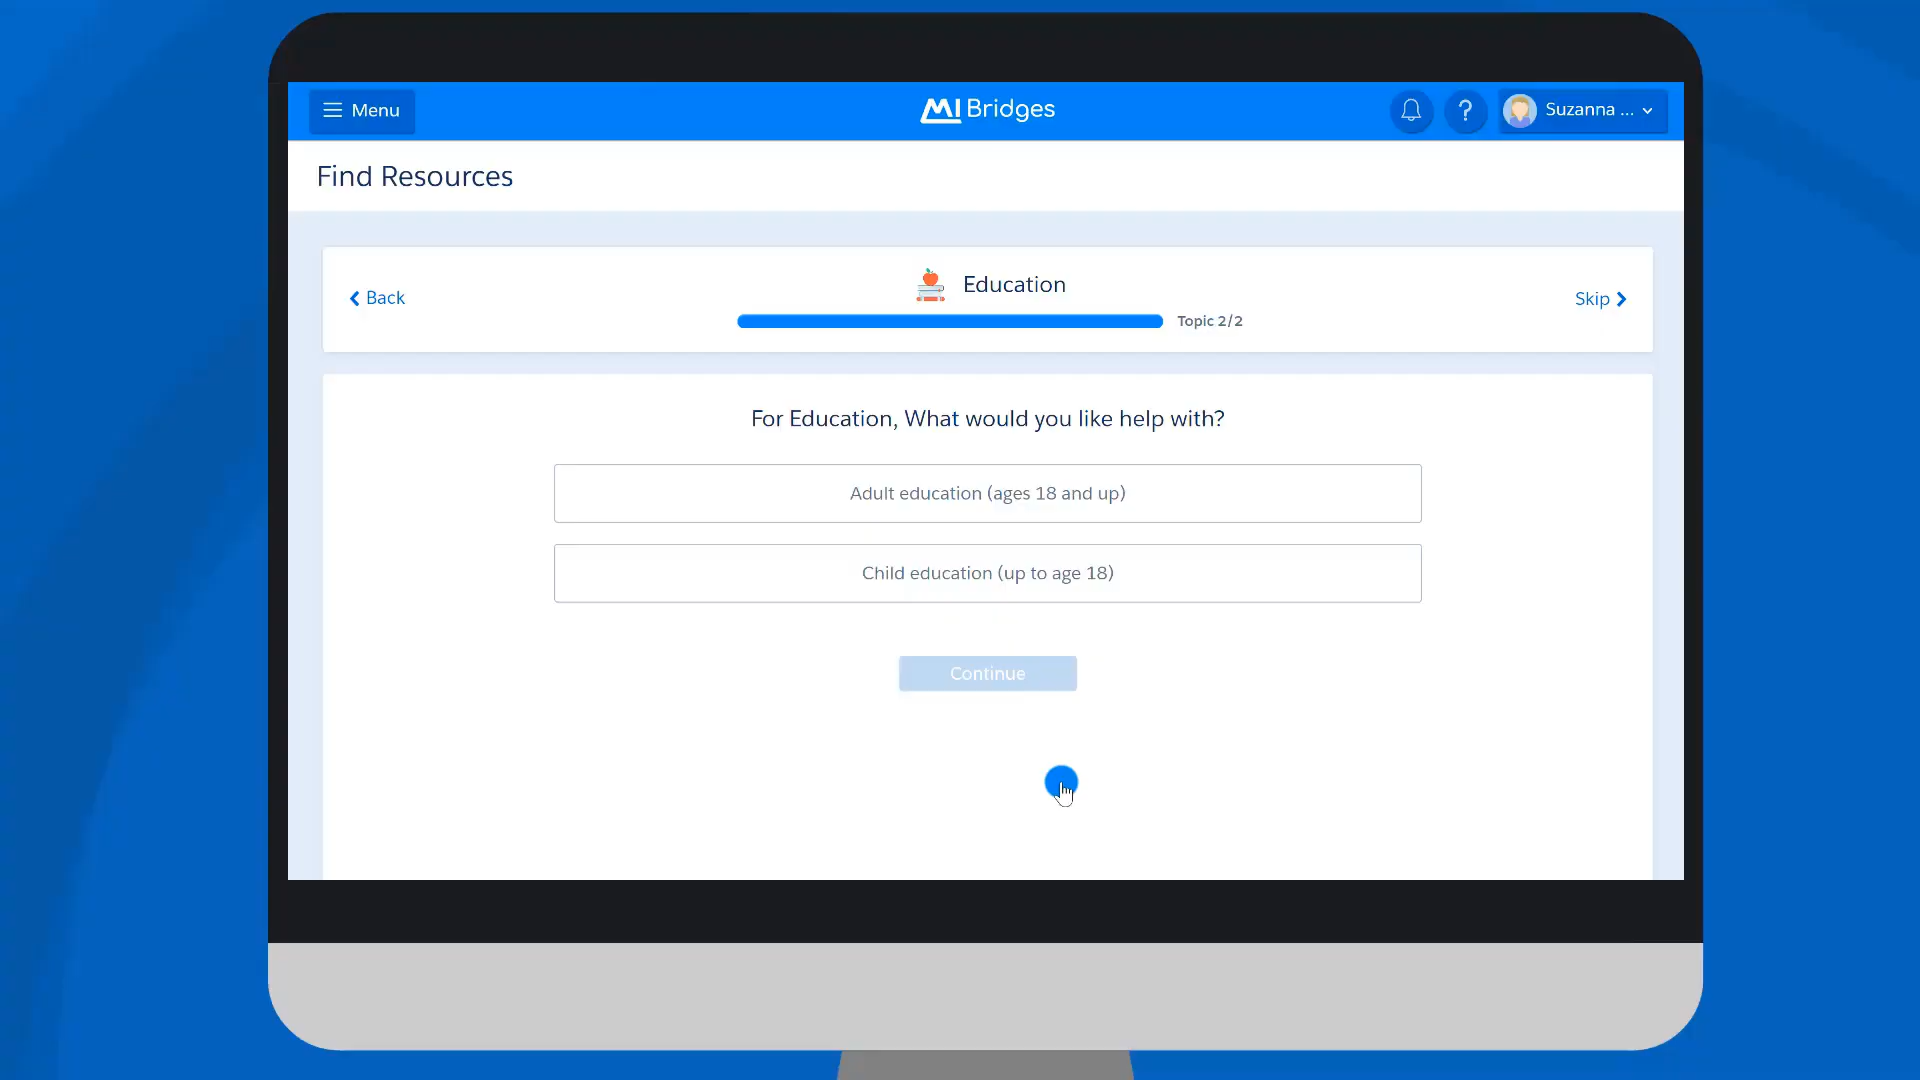 Menu
MI Bridges
?
Suzanna ...
Find Resources
Back
Education
Skip
Topic 2/2
For Education, What would you like help with?
Adult education (ages 18 and up)
Child education (up to age 18)
Continue